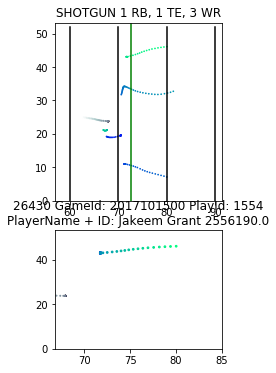 SHOTGUN 1 RB, 1 TE, 3 WR
50
40
30
20
10
0
60 70 80 90
26430 GameId: 2017101500 PlayId: 1554
PlayerName + ID: Jakeem Grant 2556190.0
40
20
0
70 75 80 85